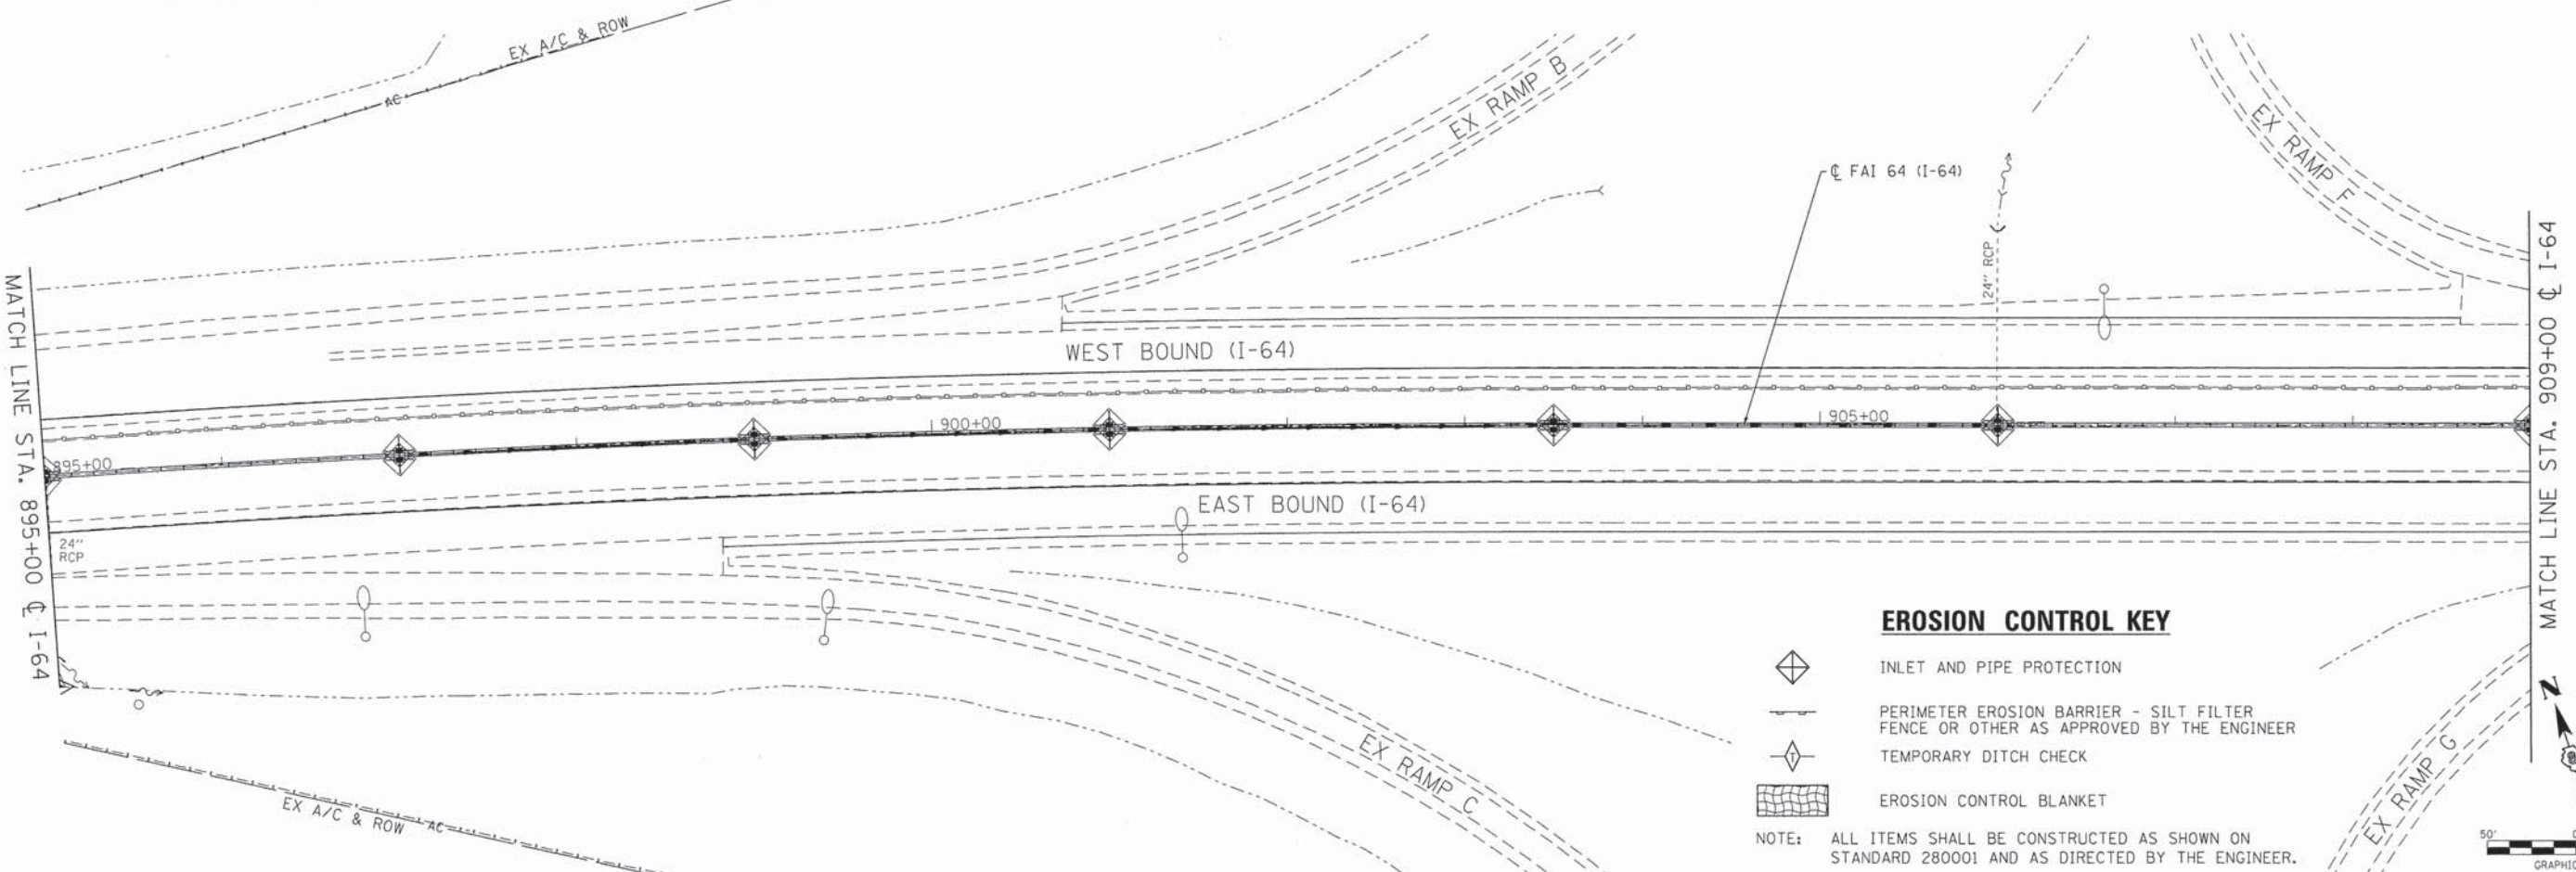 EX A/C & ROW
AC
EX RAMP B
EX RAMP F
℄ FAI 64 (I-64)
24" RCP
MATCH LINE STA. 895+00 ℄ I-64
MATCH LINE STA. 909+00 ℄ I-64
WEST BOUND (I-64)
895+00
900+00
905+00
EAST BOUND (I-64)
24"
RCP
EX RAMP C
EX A/C & ROW
AC
EX RAMP G
N
EROSION CONTROL KEY
INLET AND PIPE PROTECTION
PERIMETER EROSION BARRIER - SILT FILTER
FENCE OR OTHER AS APPROVED BY THE ENGINEER
T
TEMPORARY DITCH CHECK
EROSION CONTROL BLANKET
NOTE: ALL ITEMS SHALL BE CONSTRUCTED AS SHOWN ON
STANDARD 280001 AND AS DIRECTED BY THE ENGINEER.
50'
GRAPHIC